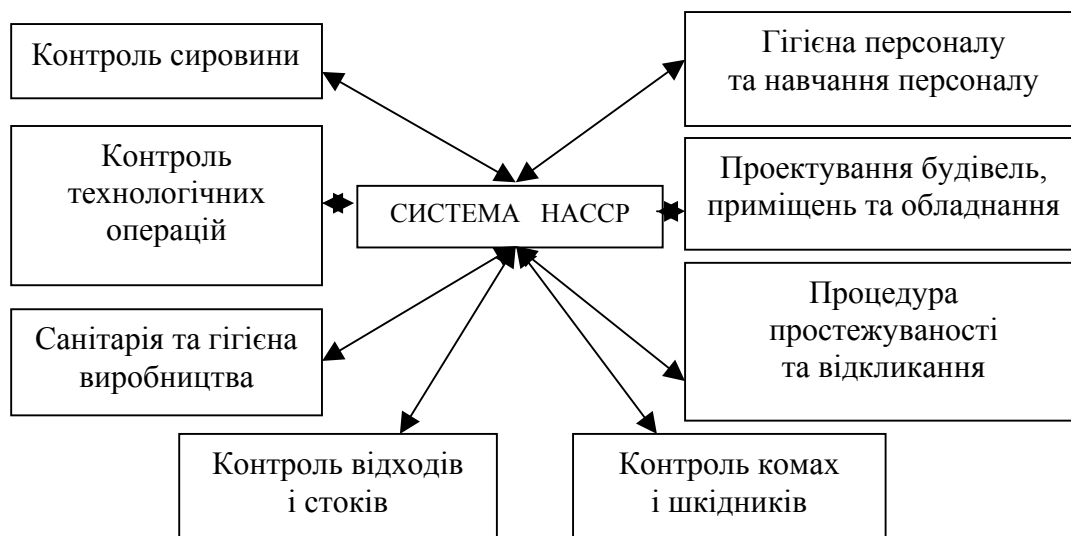 Контроль сировини
Гігієна персоналу
та навчання персоналу
Контроль
технологічних
операцій
СИСТЕМА НАССР
Проектування будівель,
приміщень та обладнання
Санітарія та гігієна
виробництва
Процедура
простежуваності
та відкликання
Контроль відходів
і стоків
Контроль комах
і шкідників